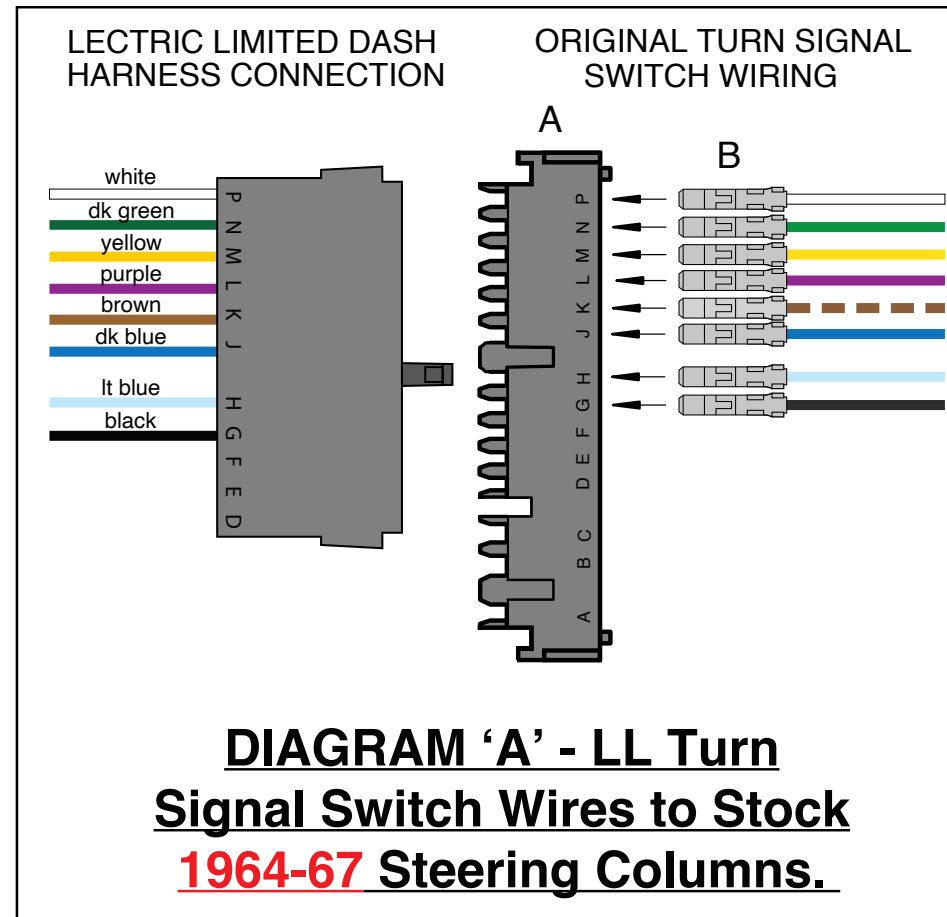 LECTRIC LIMITED DASH
HARNESS CONNECTION
ORIGINAL TURN SIGNAL
SWITCH WIRING
A
B
white
dk green
yellow
purple
brown
dk blue
lt blue
black
P
N
M
L
K
J
H
G
F
E
D
P
N
M
L
K
J
H
G
F
E
D
C
B
A
DIAGRAM ‘A’ - LL Turn
Signal Switch Wires to Stock
1964-67 Steering Columns.